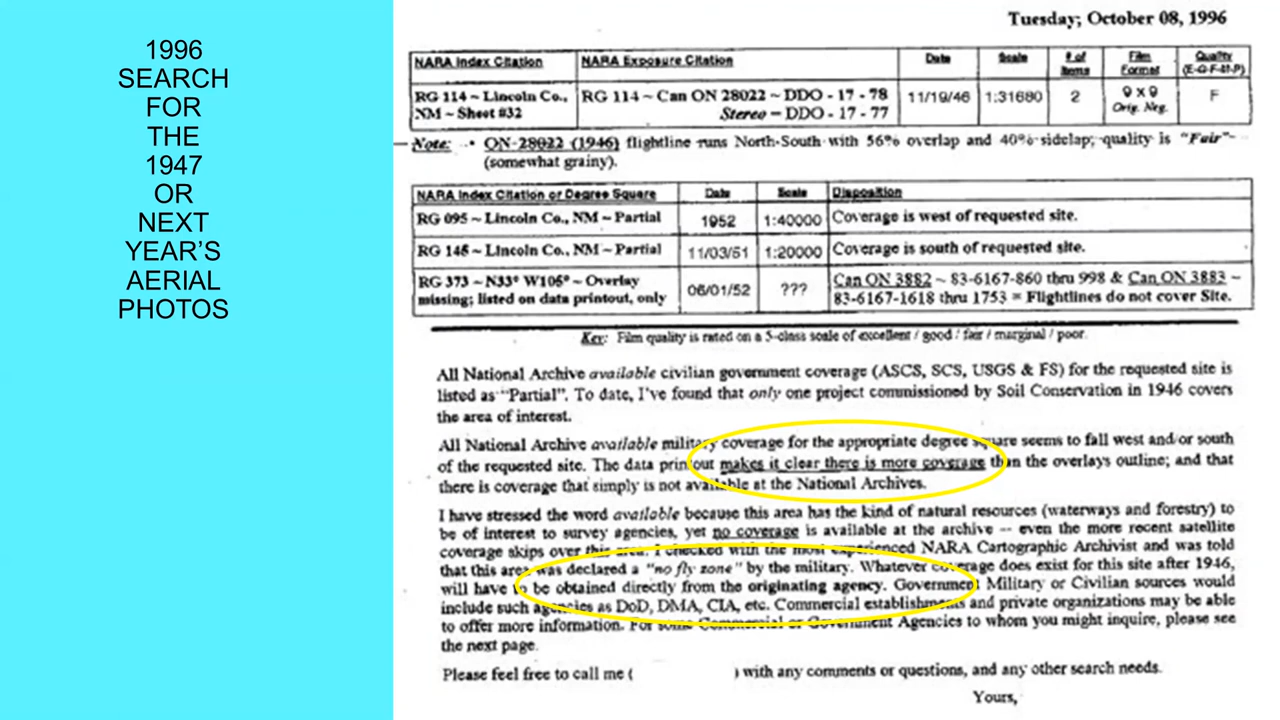 1996
SEARCH
FOR
THE
1947
OR
NEXT
YEAR'S
AERIAL
PHOTOS
Tuesday, October 08, 1996
NARA Index Citation NARA Exposure Citation Date Scale # of Items Film Format Quality (E-G-F-M-P)
RG 114 ~ Lincoln Co., NM ~ Sheet #32 RG 114 ~ Can ON 28022 ~ DDO - 17 - 78 Stereo = DDO - 17 - 77 11/19/46 1:31680 2 9 x 9 Orig. Neg. F
Note: • ON 28022 (1946) flightline runs North-South with 56% overlap and 40% sidelap; quality is "Fair"
(somewhat grainy).
NARA Index Citation or Degree Square Date Scale Disposition
RG 095 ~ Lincoln Co., NM ~ Partial 1952 1:40000 Coverage is west of requested site.
RG 145 ~ Lincoln Co., NM ~ Partial 11/03/51 1:20000 Coverage is south of requested site.
RG 373 ~ N33° W105° ~ Overlay missing; listed on data printout, only 06/01/52 ??? Can ON 3882 ~ 83-6167-860 thru 998 & Can ON 3883 ~ 83-6167-1618 thru 1753 = Flightlines do not cover Site.
Key: Film quality is rated on a 5-class scale of excellent / good / fair / marginal / poor.
All National Archive available civilian government coverage (ASCS, SCS, USGS & FS) for the requested site is
listed as "Partial". To date, I've found that only one project commissioned by Soil Conservation in 1946 covers
the area of interest.
All National Archive available military coverage for the appropriate degree square seems to fall west and/or south
of the requested site. The data printout makes it clear there is more coverage than the overlays outline; and that
there is coverage that simply is not available at the National Archives.
I have stressed the word available because this area has the kind of natural resources (waterways and forestry) to
be of interest to survey agencies, yet no coverage is available at the archive -- even the more recent satellite
coverage skips over this area. I checked with the most experienced NARA Cartographic Archivist and was told
that this area was declared a "no fly zone" by the military. Whatever coverage does exist for this site after 1946,
will have to be obtained directly from the originating agency. Government Military or Civilian sources would
include such agencies as DoD, DMA, CIA, etc. Commercial establishments and private organizations may be able
to offer more information. For some Commercial or Government Agencies to whom you might inquire, please see
the next page.
Please feel free to call me ( ) with any comments or questions, and any other search needs.
Yours,